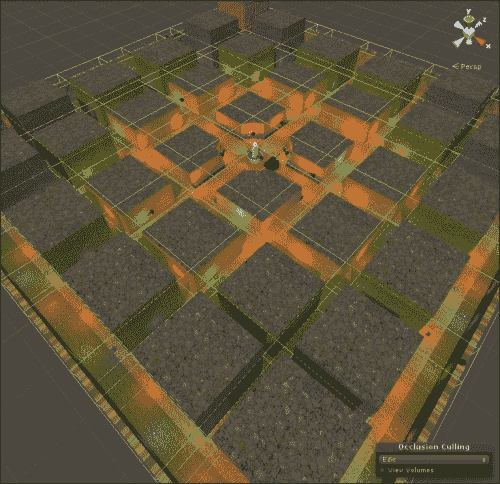 y
z
x
< Persp
Occlusion Culling
Edit
View Volumes